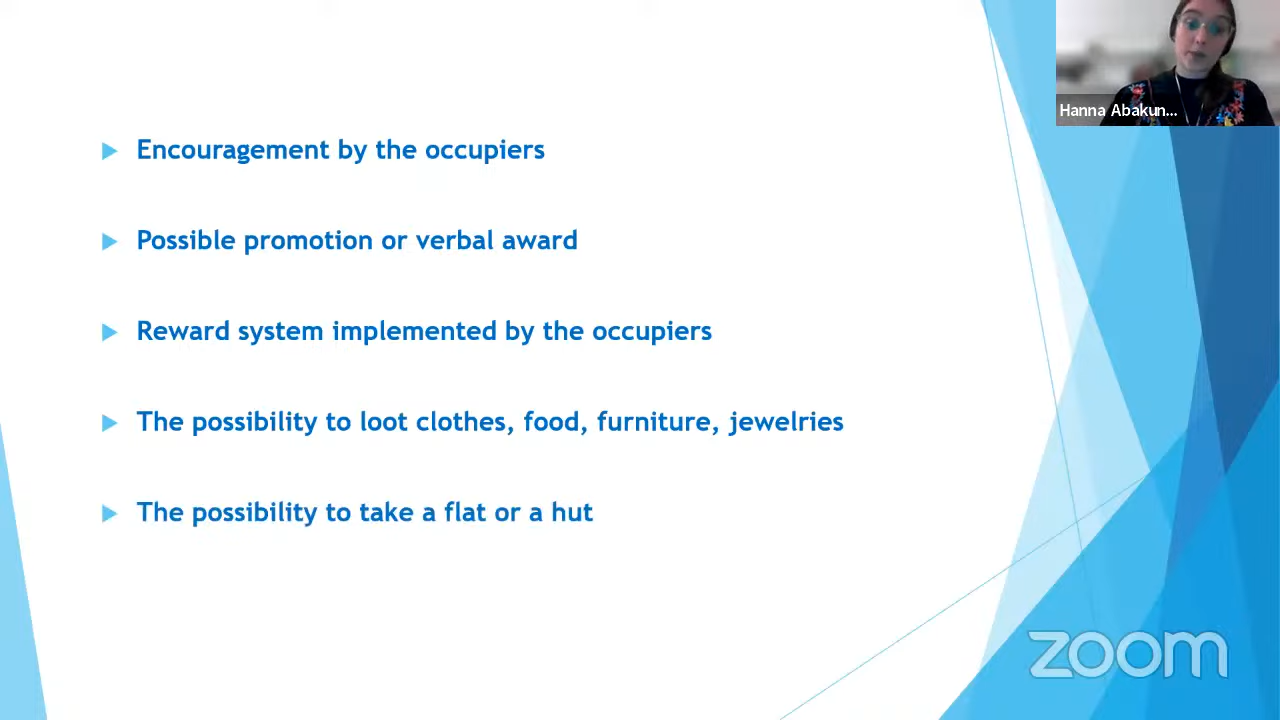 Hanna Abakun...
Encouragement by the occupiers
Possible promotion or verbal award
Reward system implemented by the occupiers
The possibility to loot clothes, food, furniture, jewelries
The possibility to take a flat or a hut
zoom